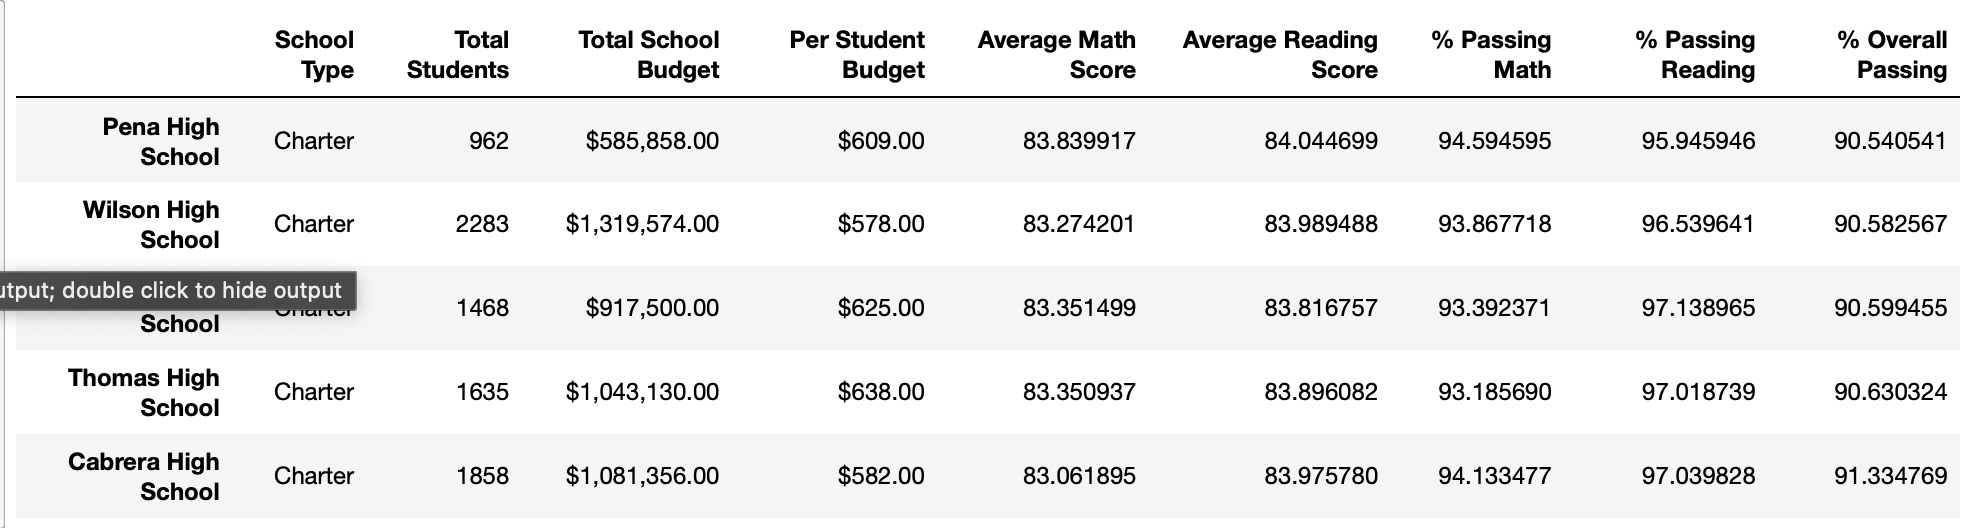 School Type Total Students Total School Budget Per Student Budget Average Math Score Average Reading Score % Passing Math % Passing Reading % Overall Passing
Pena High School Charter 962 $585,858.00 $609.00 83.839917 84.044699 94.594595 95.945946 90.540541
Wilson High School Charter 2283 $1,319,574.00 $578.00 83.274201 83.989488 93.867718 96.539641 90.582567
utput; double click to hide output
School Charter 1468 $917,500.00 $625.00 83.351499 83.816757 93.392371 97.138965 90.599455
Thomas High School Charter 1635 $1,043,130.00 $638.00 83.350937 83.896082 93.185690 97.018739 90.630324
Cabrera High School Charter 1858 $1,081,356.00 $582.00 83.061895 83.975780 94.133477 97.039828 91.334769